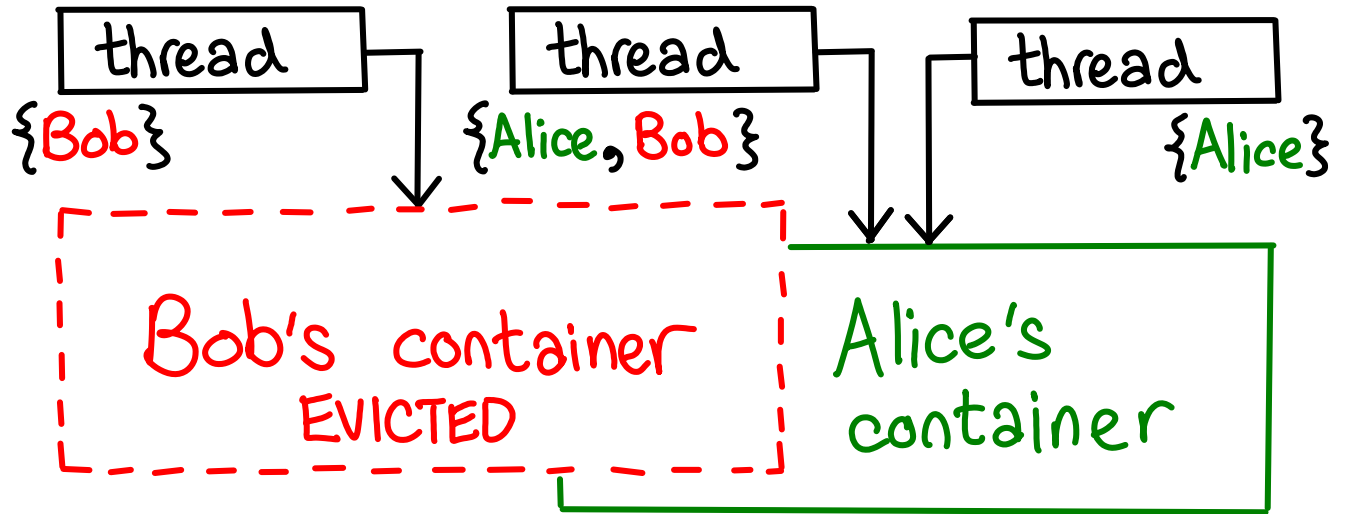 thread thread thread
{Bob} {Alice, Bob} {Alice}
Bob's container
EVICTED
Alice's
container